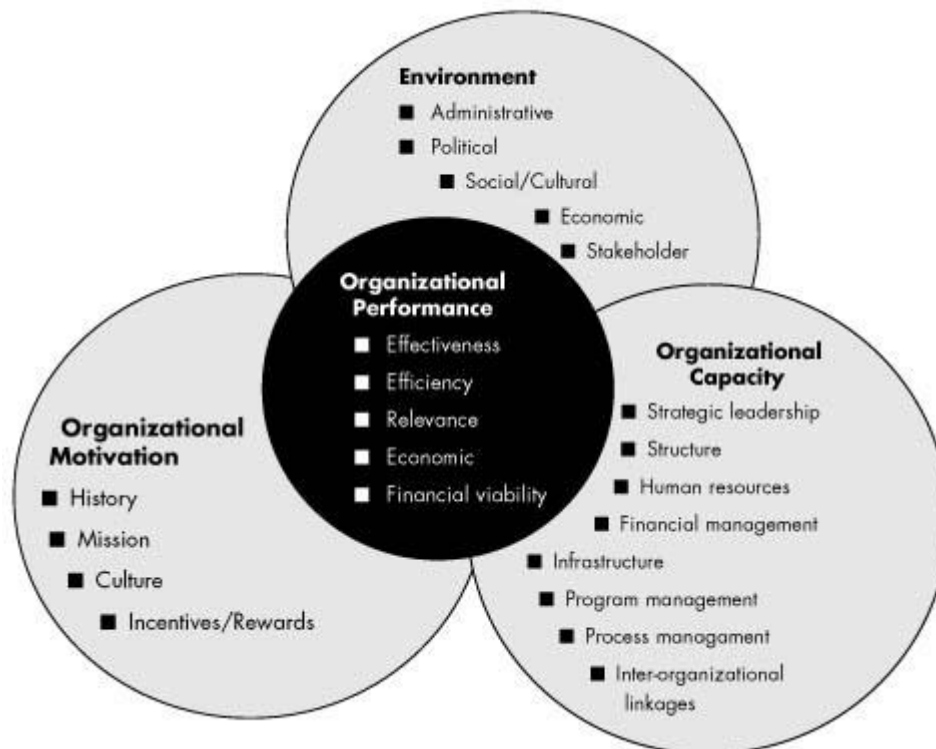 Environment
Administrative
Political
Social/Cultural
Economic
Stakeholder
Organizational
Performance
Effectiveness
Efficiency
Relevance
Economic
Financial viability
Organizational
Motivation
History
Mission
Culture
Incentives/Rewards
Organizational
Capacity
Strategic leadership
Structure
Human resources
Financial management
Infrastructure
Program management
Process managament
Inter-organizational
linkages